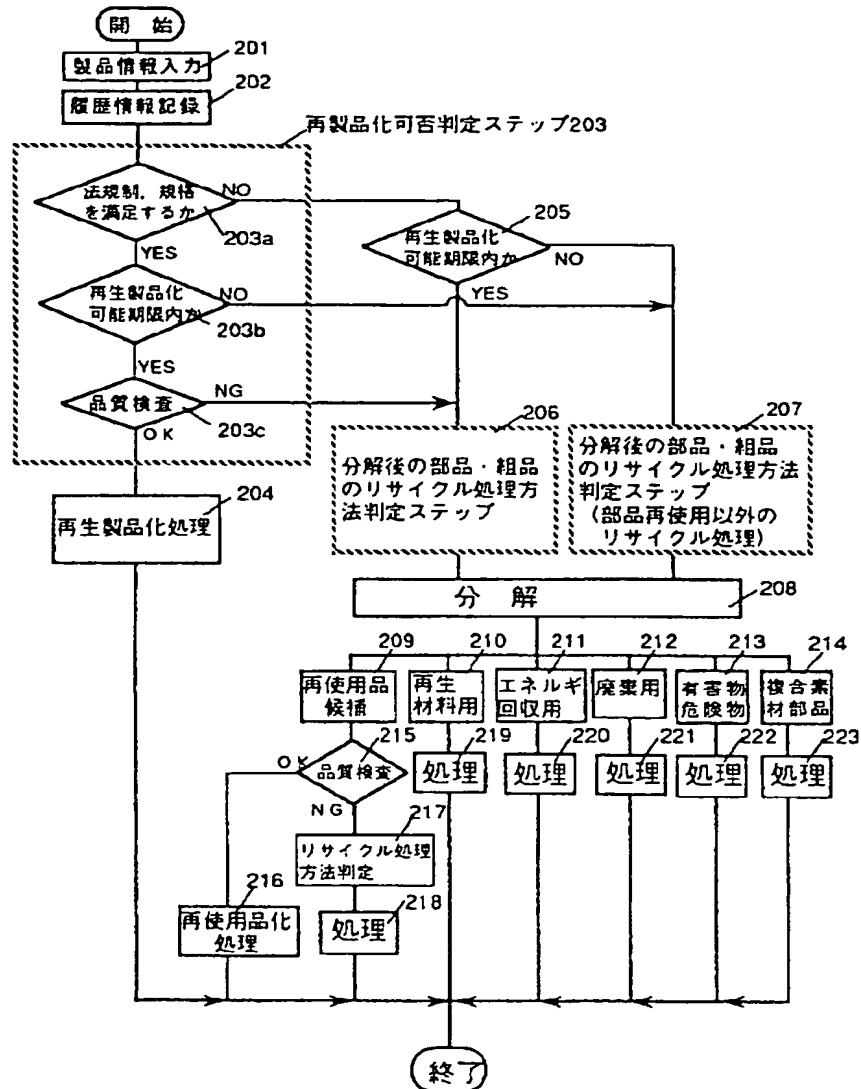 開始
201
製品情報入力
202
履歴情報記録
再製品化可否判定ステップ203
法規制,規格
を満足するか
NO
203a
YES
205
再生製品化
可能期限内か
NO
YES
再生製品化
可能期限内か
NO
203b
YES
品質検査
NG
203c
OK
206
分解後の部品・組品
のリサイクル処理方
法判定ステップ
207
分解後の部品・組品
のリサイクル処理方法
判定ステップ
(部品再使用以外の
リサイクル処理)
204
再生製品化処理
分解
208
209
再使用品
候補
210
再生
材料用
211
エネルギ
回収用
212
廃棄用
213
有害物
危険物
214
複合素
材部品
215
OK
品質検査
NG
219
処理
220
処理
221
処理
222
処理
223
処理
217
リサイクル処理
方法判定
216
再使用品化
処理
218
処理
終了